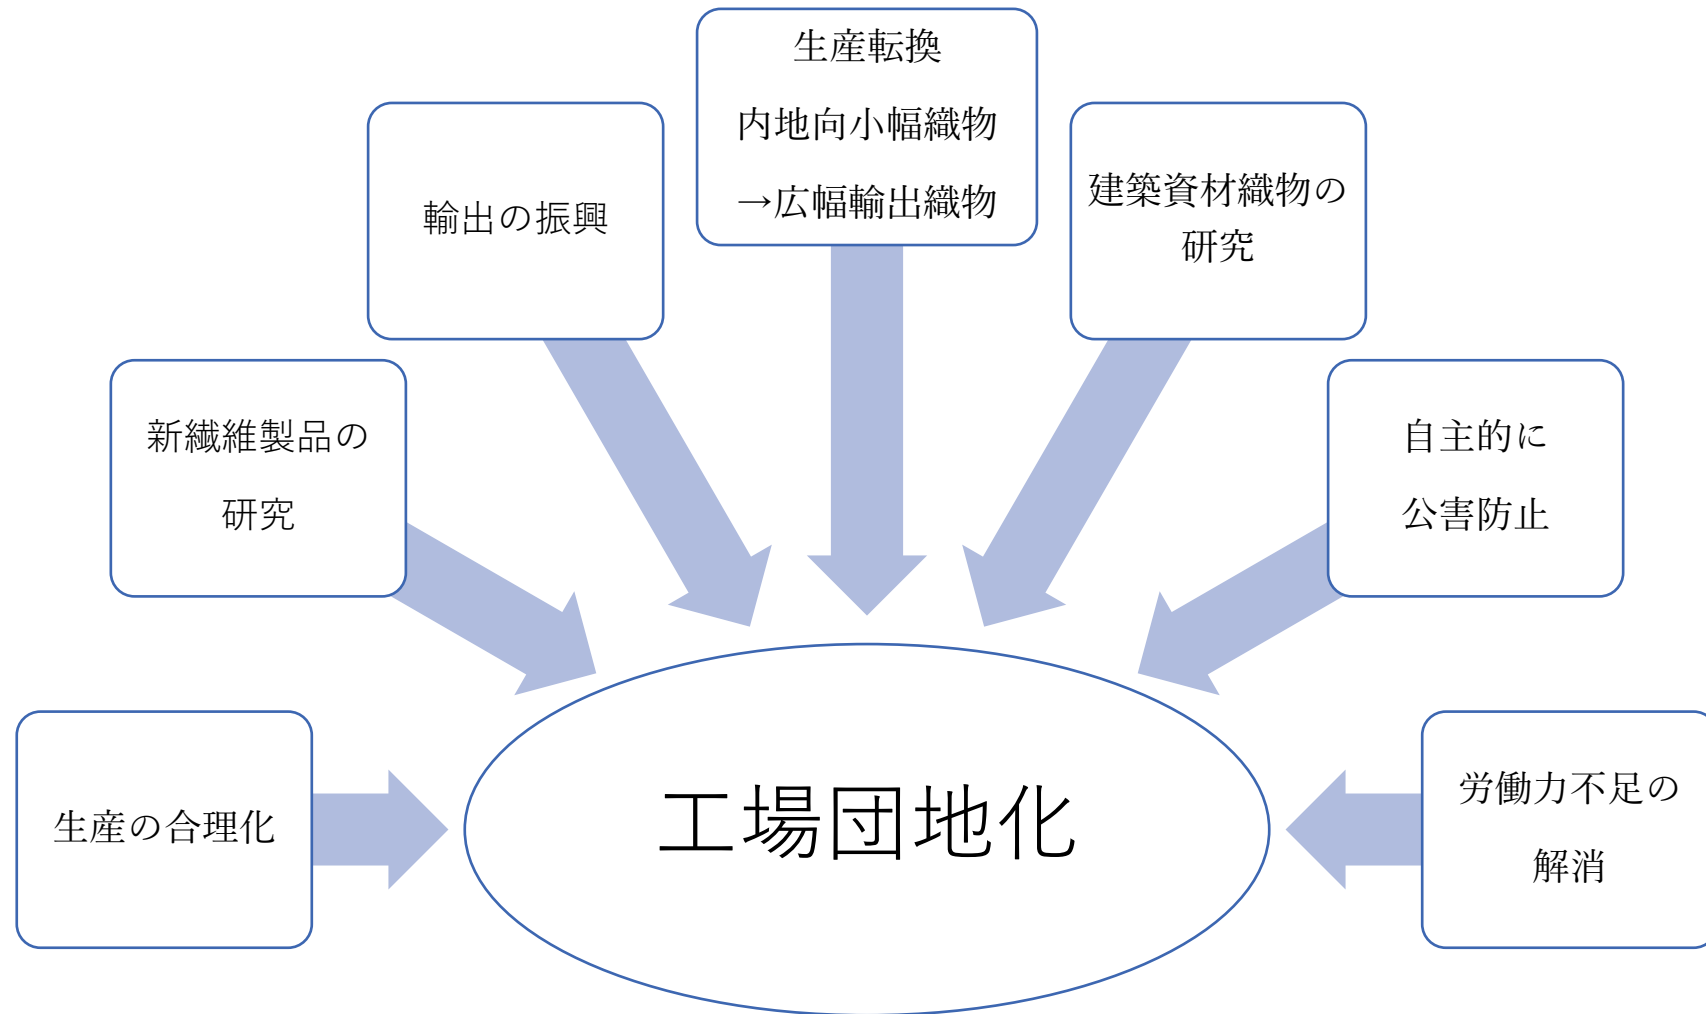 生産の合理化
新繊維製品の
研究
輸出の振興
生産転換
内地向小幅織物
→広幅輸出織物
建築資材織物の
研究
自主的に
公害防止
労働力不足の
解消
工場団地化